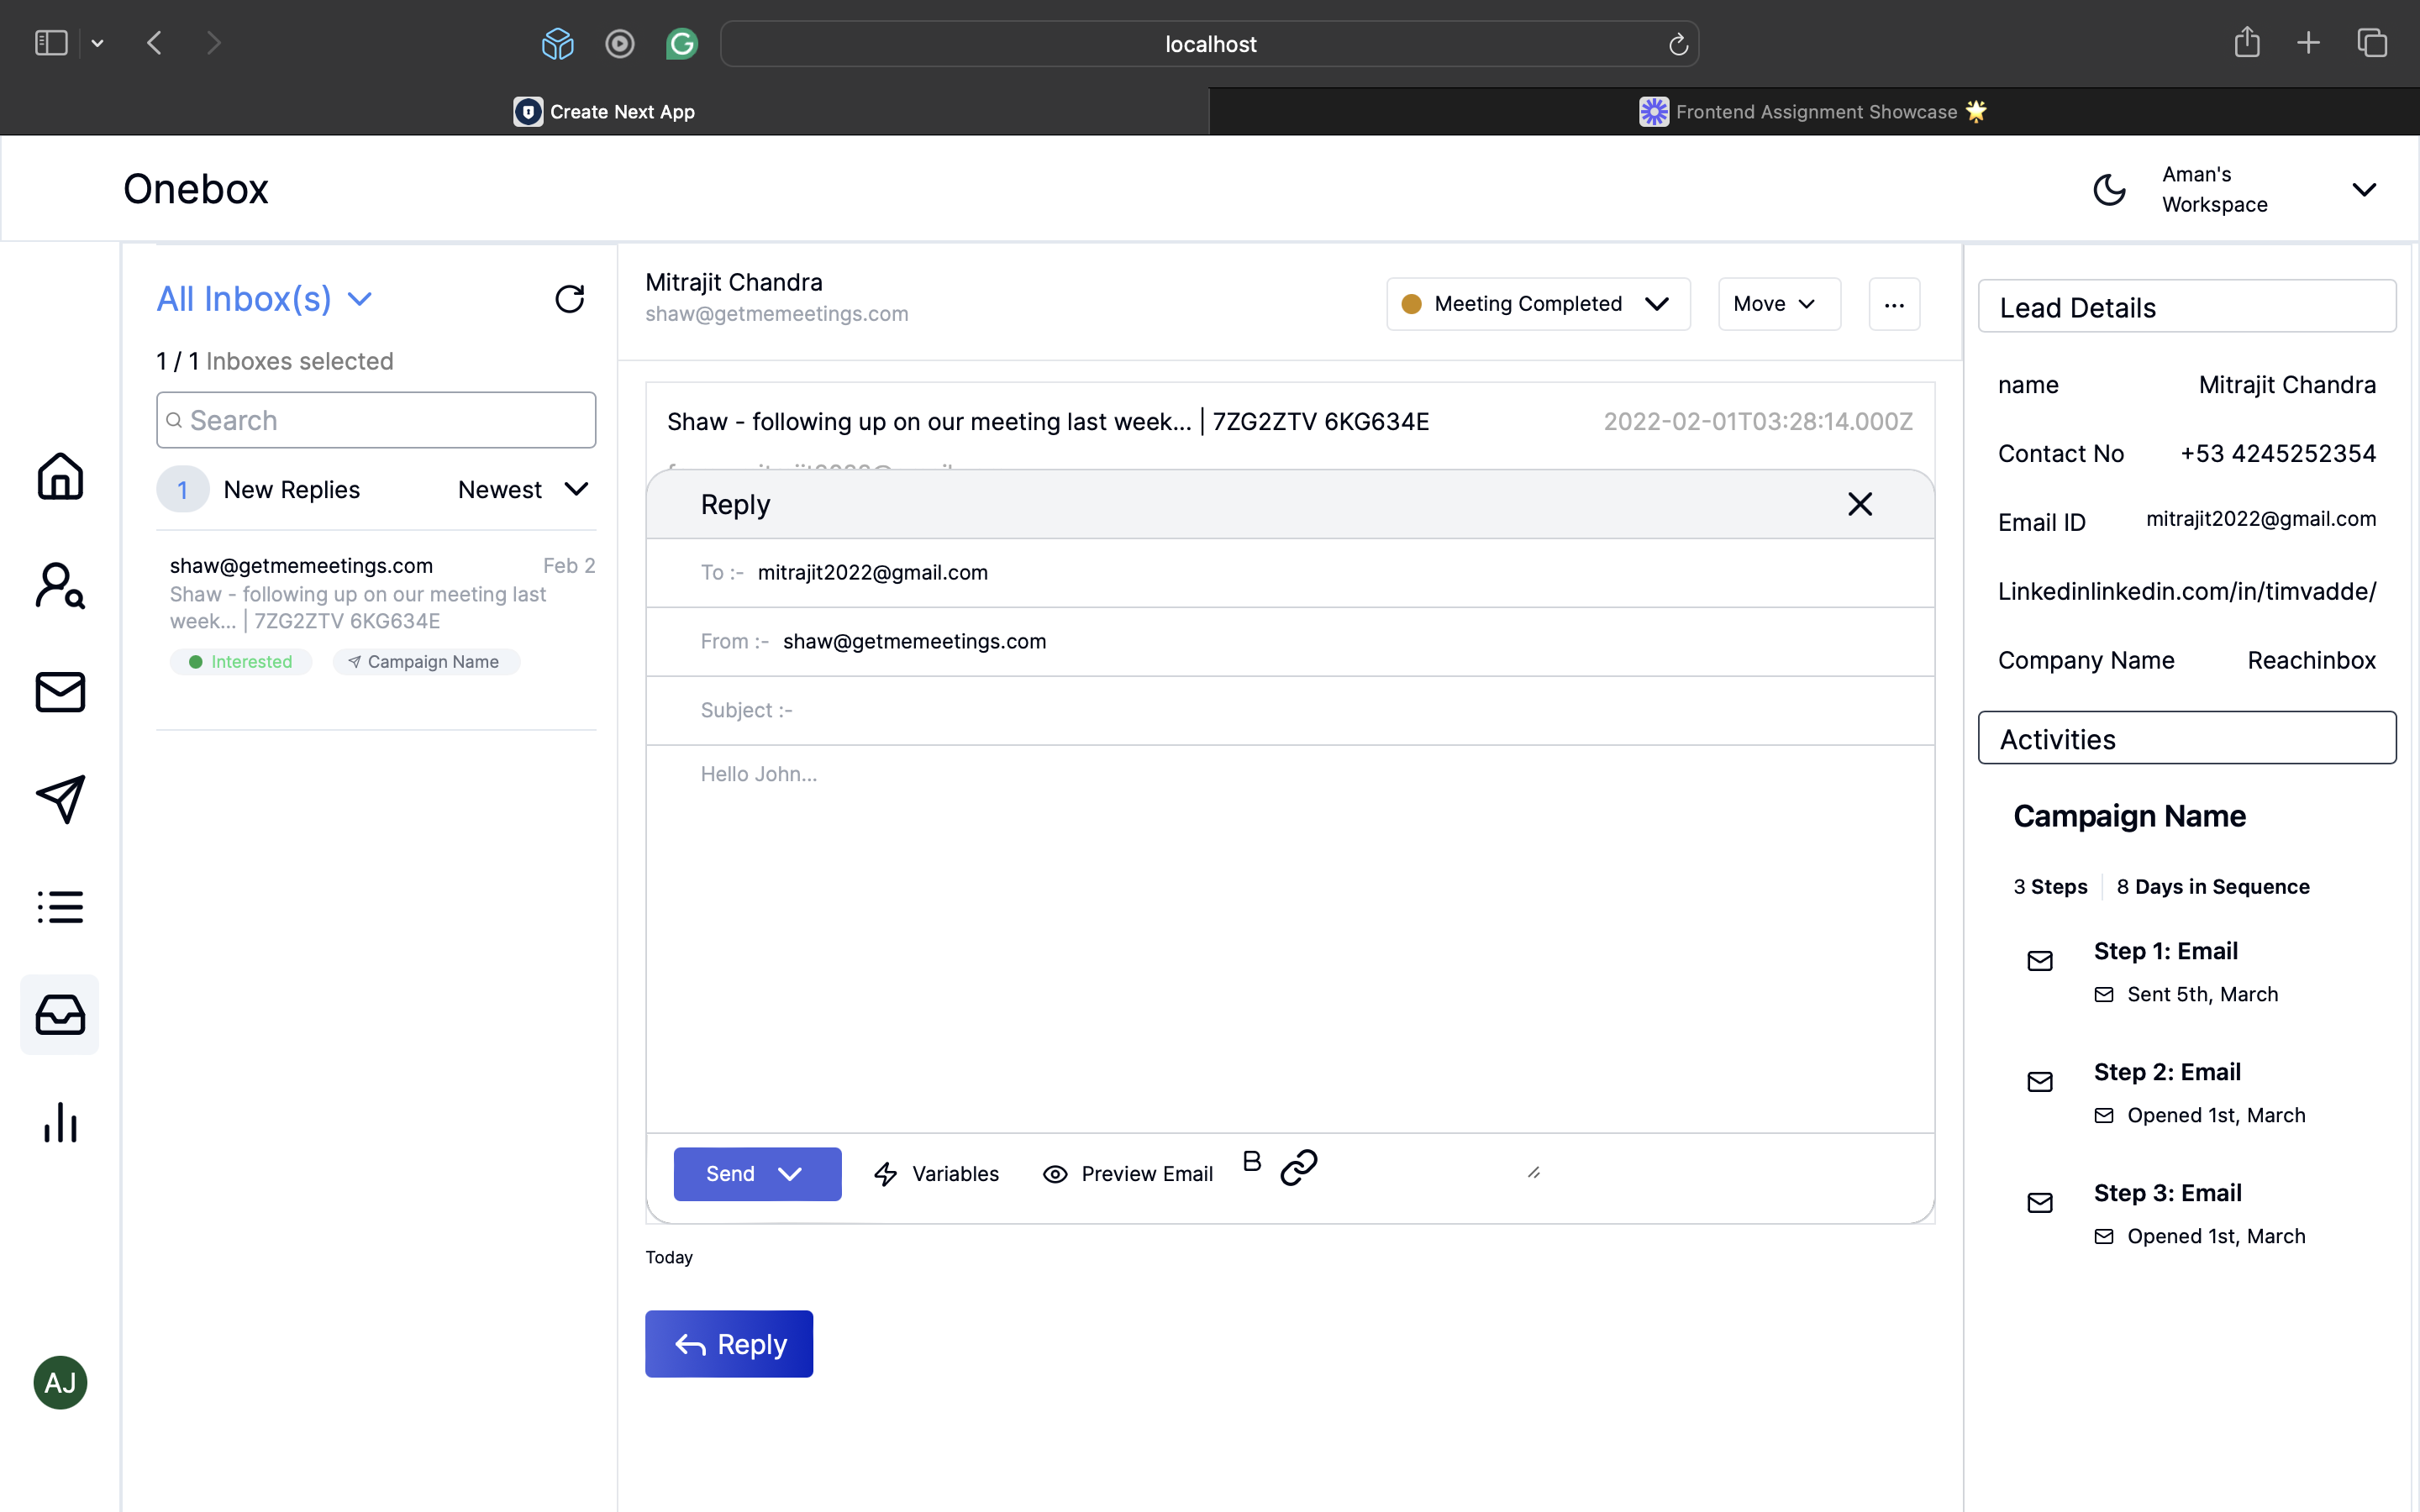 localhost
Create Next App
Frontend Assignment Showcase 🌟
Onebox
Aman's
Workspace
All Inbox(s)
1 / 1 Inboxes selected
Search
1 New Replies Newest
shaw@getmemeetings.com Feb 2
Shaw - following up on our meeting last
week... | 7ZG2ZTV 6KG634E
Interested Campaign Name
AJ
Mitrajit Chandra
shaw@getmemeetings.com
Meeting Completed Move ...
Shaw - following up on our meeting last week... | 7ZG2ZTV 6KG634E 2022-02-01T03:28:14.000Z
Reply
To :- mitrajit2022@gmail.com
From :- shaw@getmemeetings.com
Subject :-
Hello John...
Send Variables Preview Email B
Today
Reply
Lead Details
name Mitrajit Chandra
Contact No +53 4245252354
Email ID mitrajit2022@gmail.com
Linkedinlinkedin.com/in/timvadde/
Company Name Reachinbox
Activities
Campaign Name
3 Steps 8 Days in Sequence
Step 1: Email
Sent 5th, March
Step 2: Email
Opened 1st, March
Step 3: Email
Opened 1st, March